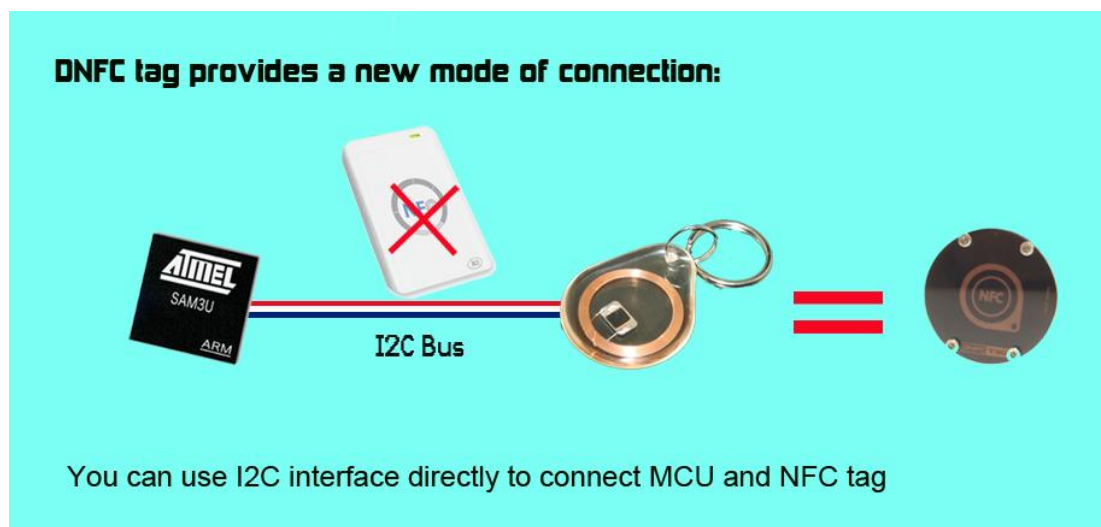 DNFC tag provides a new mode of connection:
NFC
ATMEL
SAM3U
ARM
I2C Bus
NFC
You can use I2C interface directly to connect MCU and NFC tag